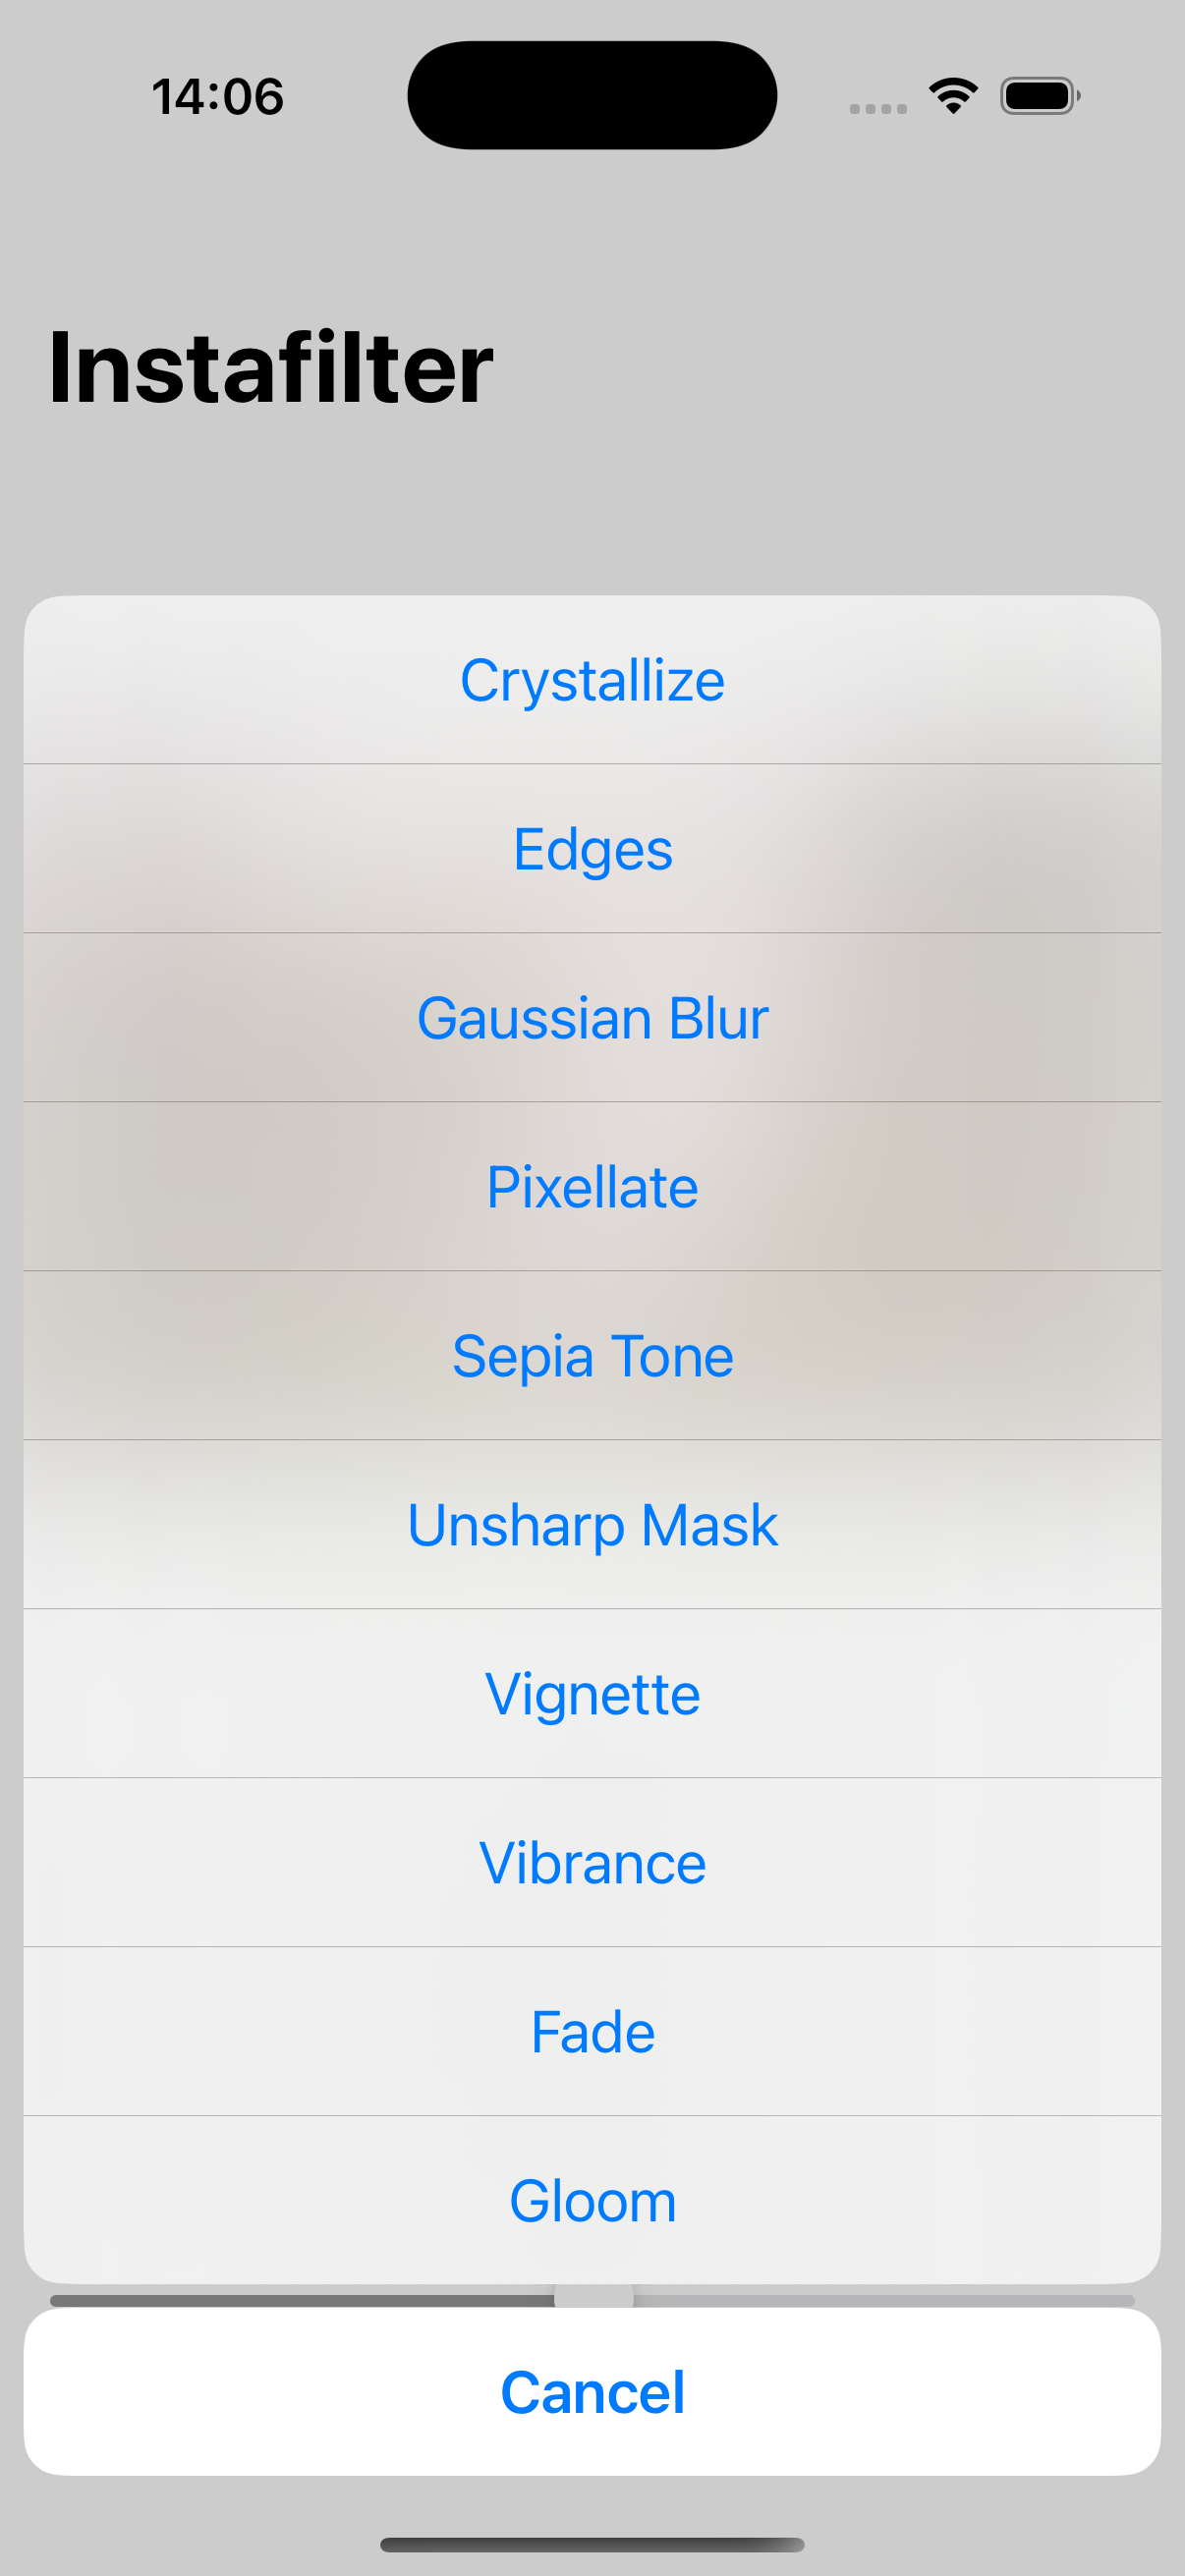 14:06
Instafilter
Crystallize
Edges
Gaussian Blur
Pixellate
Sepia Tone
Unsharp Mask
Vignette
Vibrance
Fade
Gloom
Cancel